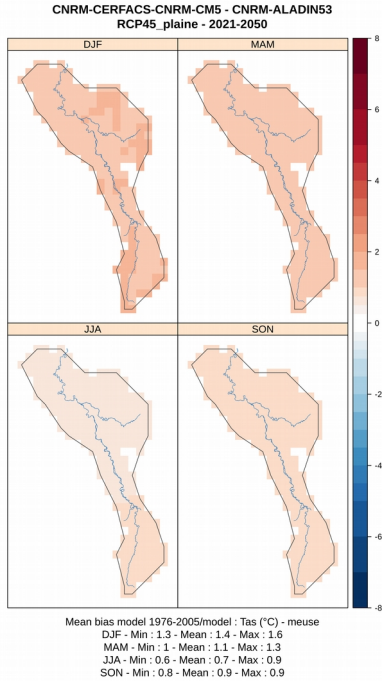 CNRM-CERFACS-CNRM-CM5 - CNRM-ALADIN53
RCP45_plaine - 2021-2050
DJF
MAM
8
6
4
2
0
-2
-4
-6
-8
JJA
SON
Mean bias model 1976-2005/model : Tas (°C) - meuse
DJF - Min : 1.3 - Mean : 1.4 - Max : 1.6
MAM - Min : 1 - Mean : 1.1 - Max : 1.3
JJA - Min : 0.6 - Mean : 0.7 - Max : 0.9
SON - Min : 0.8 - Mean : 0.9 - Max : 0.9